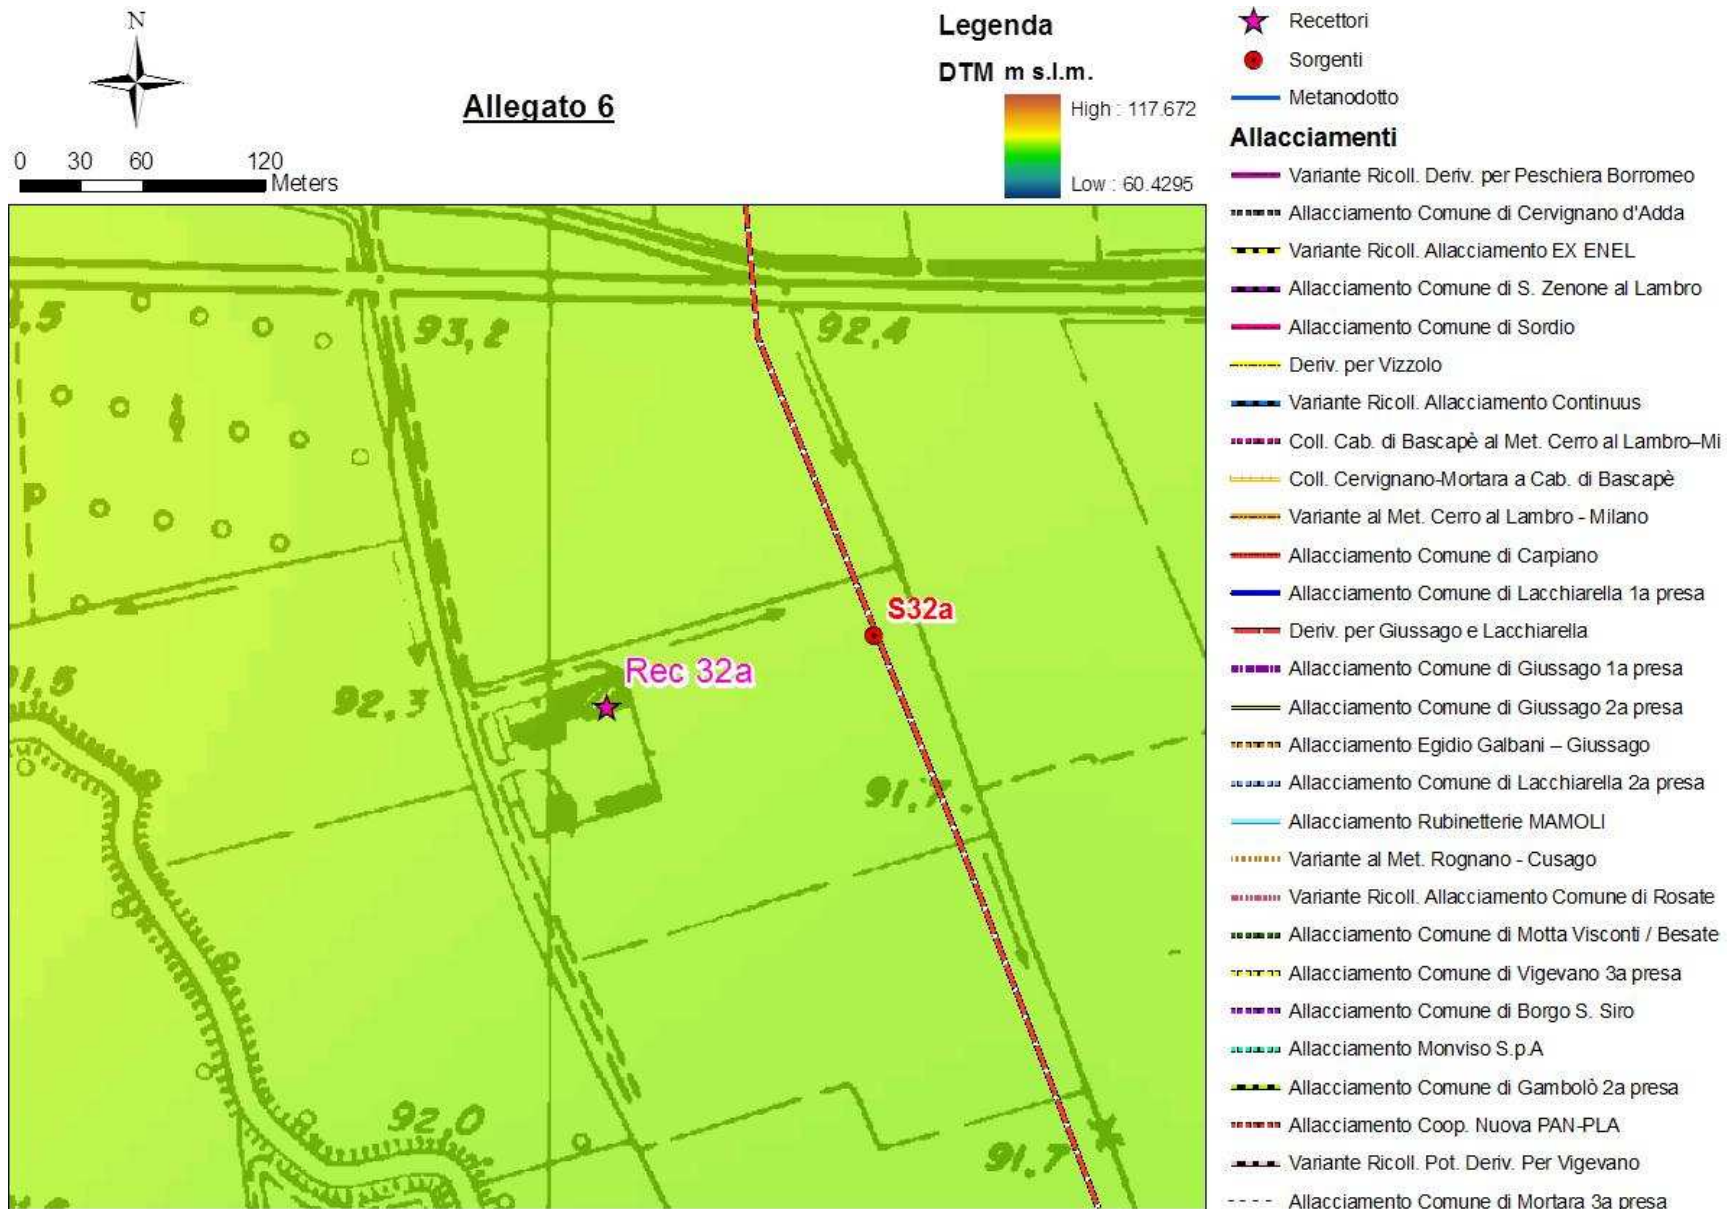 N
Allegato 6
0 30 60 120
Meters
Legenda
DTM m s.l.m.
High : 117.672
Low : 60.4295
Recettori
Sorgenti
Metanodotto
Allacciamenti
Variante Ricoll. Deriv. per Peschiera Borromeo
Allacciamento Comune di Cervignano d'Adda
Variante Ricoll. Allacciamento EX ENEL
Allacciamento Comune di S. Zenone al Lambro
Allacciamento Comune di Sordio
Deriv. per Vizzolo
Variante Ricoll. Allacciamento Continuus
Coll. Cab. di Bascapè al Met. Cerro al Lambro–Mi
Coll. Cervignano-Mortara a Cab. di Bascapè
Variante al Met. Cerro al Lambro - Milano
Allacciamento Comune di Carpiano
Allacciamento Comune di Lacchiarella 1a presa
Deriv. per Giussago e Lacchiarella
Allacciamento Comune di Giussago 1a presa
Allacciamento Comune di Giussago 2a presa
Allacciamento Egidio Galbani – Giussago
Allacciamento Comune di Lacchiarella 2a presa
Allacciamento Rubinetterie MAMOLI
Variante al Met. Rognano - Cusago
Variante Ricoll. Allacciamento Comune di Rosate
Allacciamento Comune di Motta Visconti / Besate
Allacciamento Comune di Vigevano 3a presa
Allacciamento Comune di Borgo S. Siro
Allacciamento Monviso S.p.A
Allacciamento Comune di Gambolò 2a presa
Allacciamento Coop. Nuova PAN-PLA
Variante Ricoll. Pot. Deriv. Per Vigevano
Allacciamento Comune di Mortara 3a presa
93,2
92,4
S32a
Rec 32a
92,3
91,7
92,0
91,7